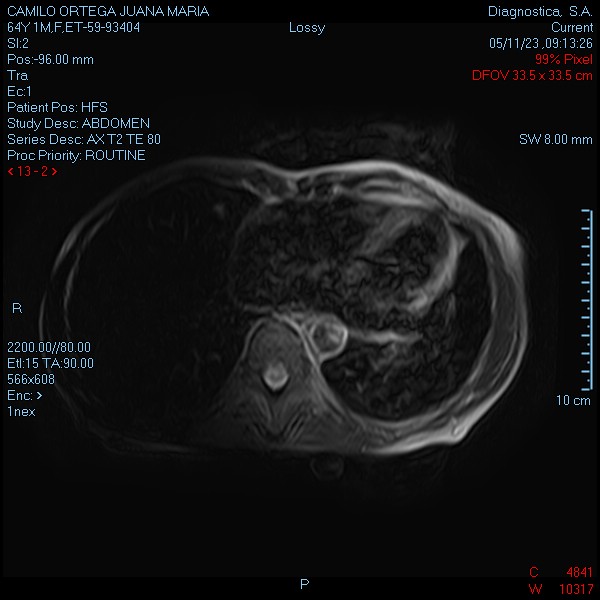 CAMILO ORTEGA JUANA MARIA
64Y 1M,F,ET-59-93404
Sl:2
Pos:-96.00 mm
Tra
Ec:1
Patient Pos: HFS
Study Desc: ABDOMEN
Series Desc: AX T2 TE 80
Proc Priority: ROUTINE
< 13 - 2 >
Lossy
Diagnostica, S.A.
Current
05/11/23 ,09:13:26
99% Pixel
DFOV 33.5 x 33.5 cm
SW 8.00 mm
R
2200.00//80.00
Etl:15 TA:90.00
566x608
Enc: >
1nex
10 cm
P
C 4841
W 10317